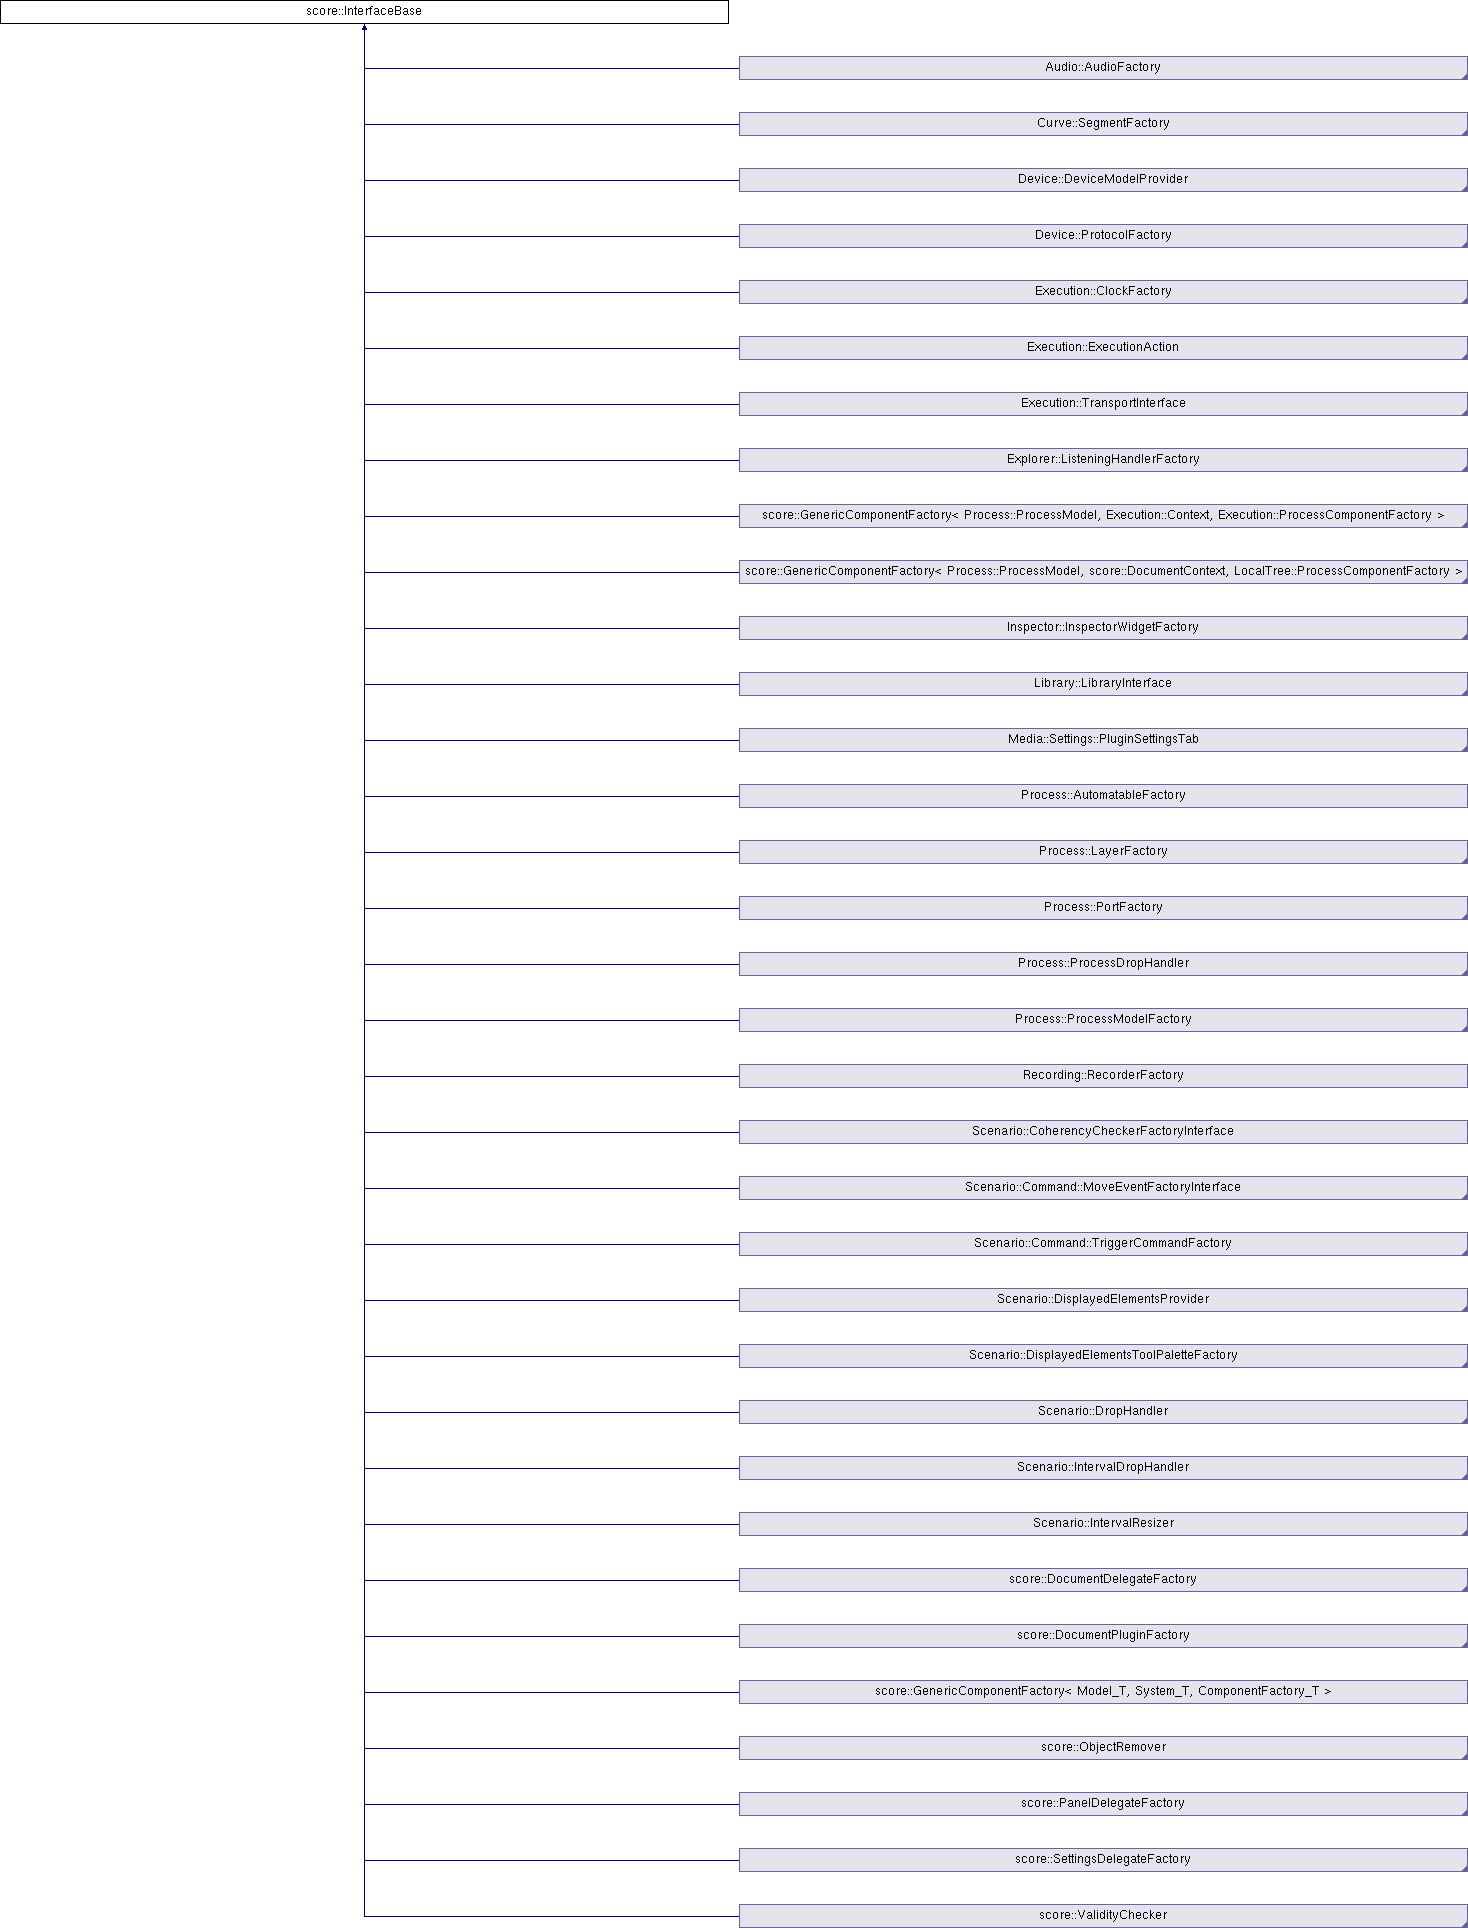 score::InterfaceBase
Audio::AudioFactory
Curve::SegmentFactory
Device::DeviceModelProvider
Device::ProtocolFactory
Execution::ClockFactory
Execution::ExecutionAction
Execution::TransportInterface
Explorer::ListeningHandlerFactory
score::GenericComponentFactory< Process::ProcessModel, Execution::Context, Execution::ProcessComponentFactory >
score::GenericComponentFactory< Process::ProcessModel, score::DocumentContext, LocalTree::ProcessComponentFactory >
Inspector::InspectorWidgetFactory
Library::LibraryInterface
Media::Settings::PluginSettingsTab
Process::AutomatableFactory
Process::LayerFactory
Process::PortFactory
Process::ProcessDropHandler
Process::ProcessModelFactory
Recording::RecorderFactory
Scenario::CoherencyCheckerFactoryInterface
Scenario::Command::MoveEventFactoryInterface
Scenario::Command::TriggerCommandFactory
Scenario::DisplayedElementsProvider
Scenario::DisplayedElementsToolPaletteFactory
Scenario::DropHandler
Scenario::IntervalDropHandler
Scenario::IntervalResizer
score::DocumentDelegateFactory
score::DocumentPluginFactory
score::GenericComponentFactory< Model_T, System_T, ComponentFactory_T >
score::ObjectRemover
score::PanelDelegateFactory
score::SettingsDelegateFactory
score::ValidityChecker